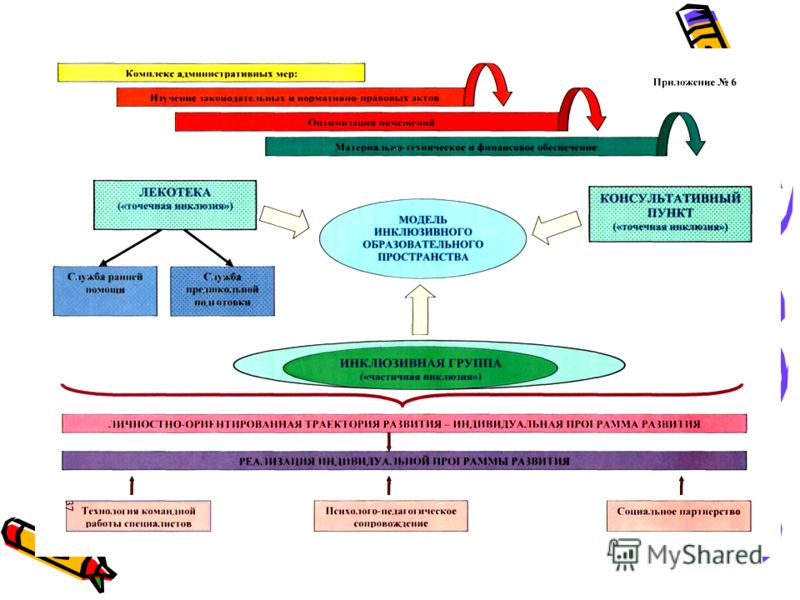 Приложение № 6
Комплекс административных мер:
Изучение законодательных и нормативно-правовых актов
Оптимизация помещений
Материально-техническое и финансовое обеспечение
ЛЕКОТЕКА
(«точечная инклюзия»)
МОДЕЛЬ
ИНКЛЮЗИВНОГО
ОБРАЗОВАТЕЛЬНОГО
ПРОСТРАНСТВА
КОНСУЛЬТАТИВНЫЙ
ПУНКТ
(«точечная инклюзия»)
Служба ранней
помощи
Служба
предшкольной
подготовки
ИНКЛЮЗИВНАЯ ГРУППА
(«частичная инклюзия»)
ЛИЧНОСТНО-ОРИЕНТИРОВАННАЯ ТРАЕКТОРИЯ РАЗВИТИЯ – ИНДИВИДУАЛЬНАЯ ПРОГРАММА РАЗВИТИЯ
РЕАЛИЗАЦИЯ ИНДИВИДУАЛЬНОЙ ПРОГРАММЫ РАЗВИТИЯ
37
Технология командной
работы специалистов
Психолого-педагогическое
сопровождение
Социальное партнерство
MyShared